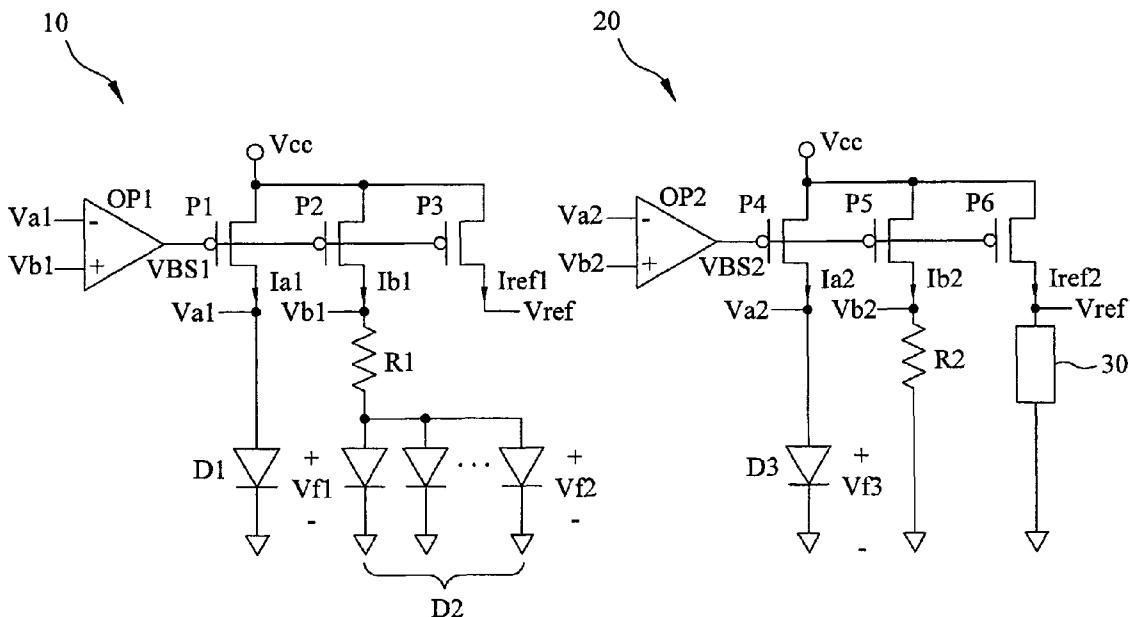 10
20
Vcc
Vcc
OP1
P1
P2
P3
OP2
P4
P5
P6
Va1
-
Va2
-
Vb1
+
VBS1
Vb2
+
VBS2
Ia1
Ib1
Iref1
Ia2
Ib2
Iref2
Va1
Vb1
Vref
Va2
Vb2
Vref
R1
R2
30
D1
+
Vf1
-
...
+
Vf2
-
D3
+
Vf3
-
D2